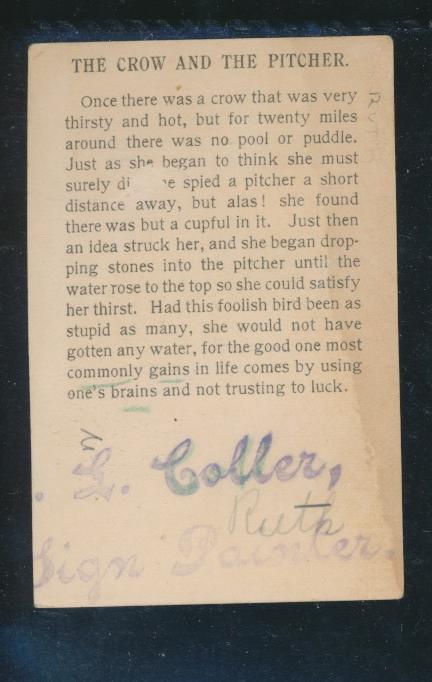 THE CROW AND THE PITCHER.
Once there was a crow that was very
thirsty and hot, but for twenty miles
around there was no pool or puddle.
Just as she began to think she must
surely spied a pitcher a short
distance away, but alas! she found
there was but a cupful in it. Just then
an idea struck her, and she began drop-
ping stones into the pitcher until the
water rose to the top so she could satisfy
her thirst. Had this foolish bird been as
stupid as many, she would not have
gotten any water, for the good one most
commonly gains in life comes by using
one's brains and not trusting to luck.
G. Coller,
Ruth
Sign Painter.